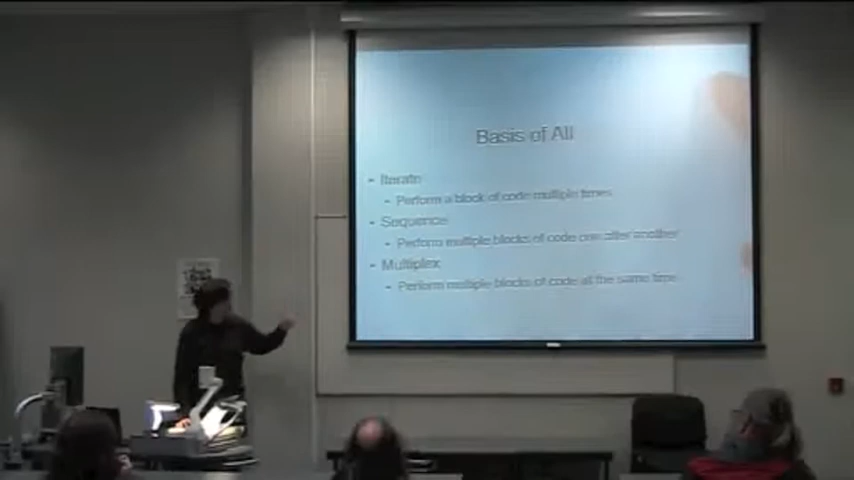 Basis of All
- Iterate
- Perform a block of code multiple times
- Sequence
- Perform multiple blocks of code one after another
- Multiplex
- Perform multiple blocks of code all the same time